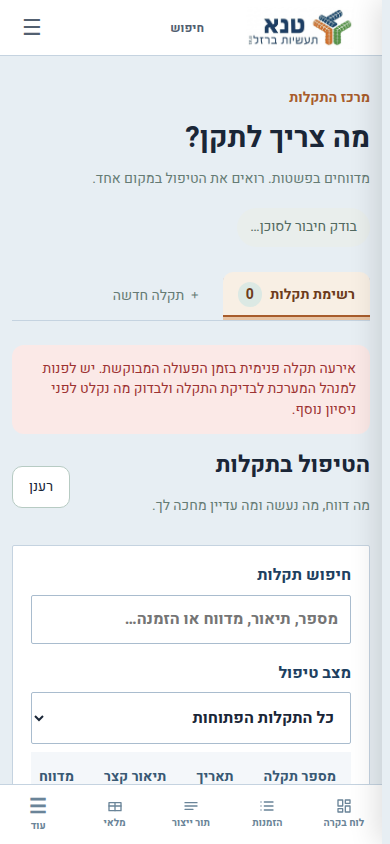 טנא
תעשיות ברזל
חיפוש
מרכז התקלות
מה צריך לתקן?
מדווחים בפשטות. רואים את הטיפול במקום אחד.
בודק חיבור לסוכן...
רשימת תקלות 0
+ תקלה חדשה
אירעה תקלה פנימית בזמן הפעולה המבוקשת. יש לפנות
למנהל המערכת לבדיקת התקלה ולבדוק מה נקלט לפני
ניסיון נוסף.
הטיפול בתקלות
רענן
מה דווח, מה נעשה ומה עדיין מחכה לך.
חיפוש תקלות
מספר, תיאור, מדווח או הזמנה...
מצב טיפול
כל התקלות הפתוחות
מספר תקלה תאריך תיאור קצר מדווח
לוח בקרה הזמנות תור ייצור מלאי עוד